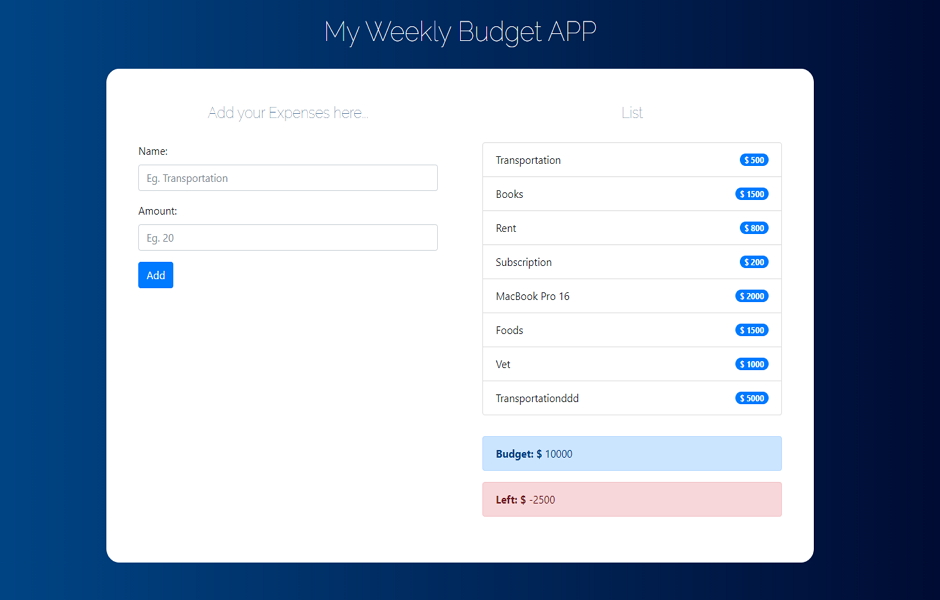 My Weekly Budget APP
Add your Expenses here...
Name:
Eg. Transportation
Amount:
Eg. 20
Add
List
Transportation $ 500
Books $ 1500
Rent $ 800
Subscription $ 200
MacBook Pro 16 $ 2000
Foods $ 1500
Vet $ 1000
Transportationddd $ 5000
Budget: $ 10000
Left: $ -2500